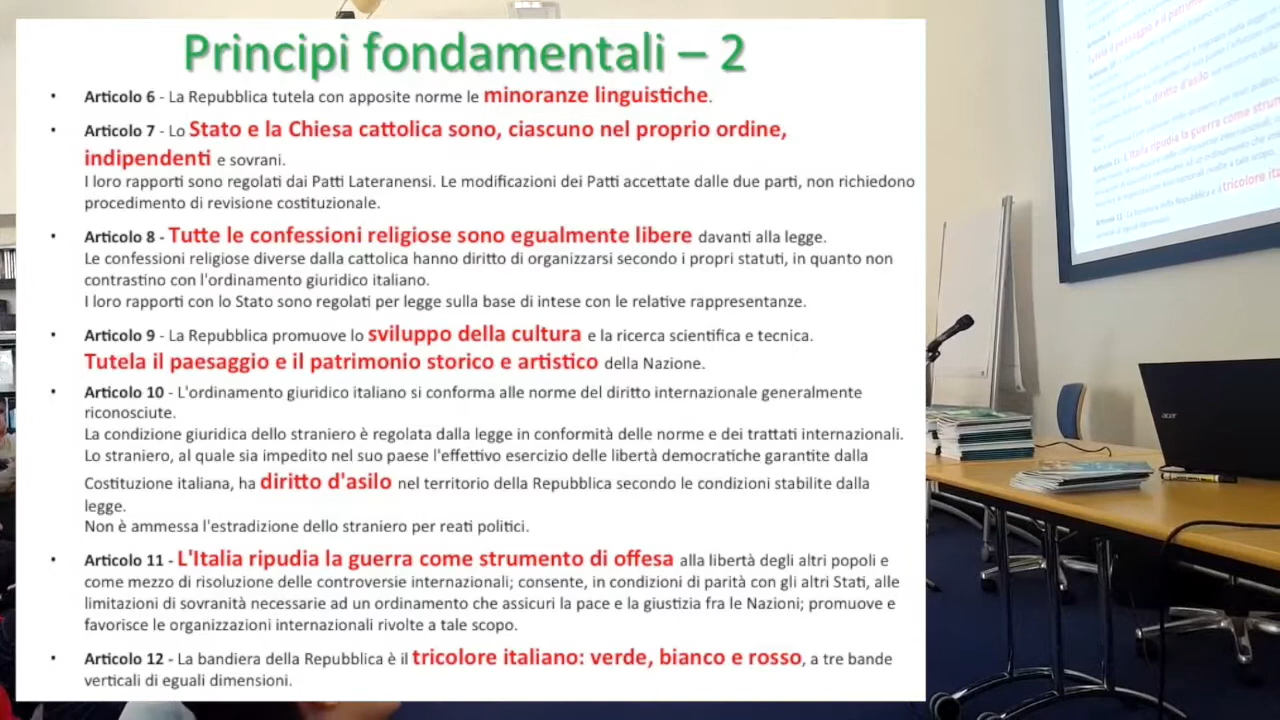 Principi fondamentali – 2
• Articolo 6 - La Repubblica tutela con apposite norme le minoranze linguistiche.
• Articolo 7 - Lo Stato e la Chiesa cattolica sono, ciascuno nel proprio ordine,
indipendenti e sovrani.
I loro rapporti sono regolati dai Patti Lateranensi. Le modificazioni dei Patti accettate dalle due parti, non richiedono
procedimento di revisione costituzionale.
• Articolo 8 - Tutte le confessioni religiose sono egualmente libere davanti alla legge.
Le confessioni religiose diverse dalla cattolica hanno diritto di organizzarsi secondo i propri statuti, in quanto non
contrastino con l'ordinamento giuridico italiano.
I loro rapporti con lo Stato sono regolati per legge sulla base di intese con le relative rappresentanze.
• Articolo 9 - La Repubblica promuove lo sviluppo della cultura e la ricerca scientifica e tecnica.
Tutela il paesaggio e il patrimonio storico e artistico della Nazione.
• Articolo 10 - L'ordinamento giuridico italiano si conforma alle norme del diritto internazionale generalmente
riconosciute.
La condizione giuridica dello straniero è regolata dalla legge in conformità delle norme e dei trattati internazionali.
Lo straniero, al quale sia impedito nel suo paese l'effettivo esercizio delle libertà democratiche garantite dalla
Costituzione italiana, ha diritto d'asilo nel territorio della Repubblica secondo le condizioni stabilite dalla
legge.
Non è ammessa l'estradizione dello straniero per reati politici.
• Articolo 11 - L'Italia ripudia la guerra come strumento di offesa alla libertà degli altri popoli e
come mezzo di risoluzione delle controversie internazionali; consente, in condizioni di parità con gli altri Stati, alle
limitazioni di sovranità necessarie ad un ordinamento che assicuri la pace e la giustizia fra le Nazioni; promuove e
favorisce le organizzazioni internazionali rivolte a tale scopo.
• Articolo 12 - La bandiera della Repubblica è il tricolore italiano: verde, bianco e rosso, a tre bande
verticali di eguali dimensioni.
diritto d'asilo
L'Italia ripudia la guerra come
tricolore
acer